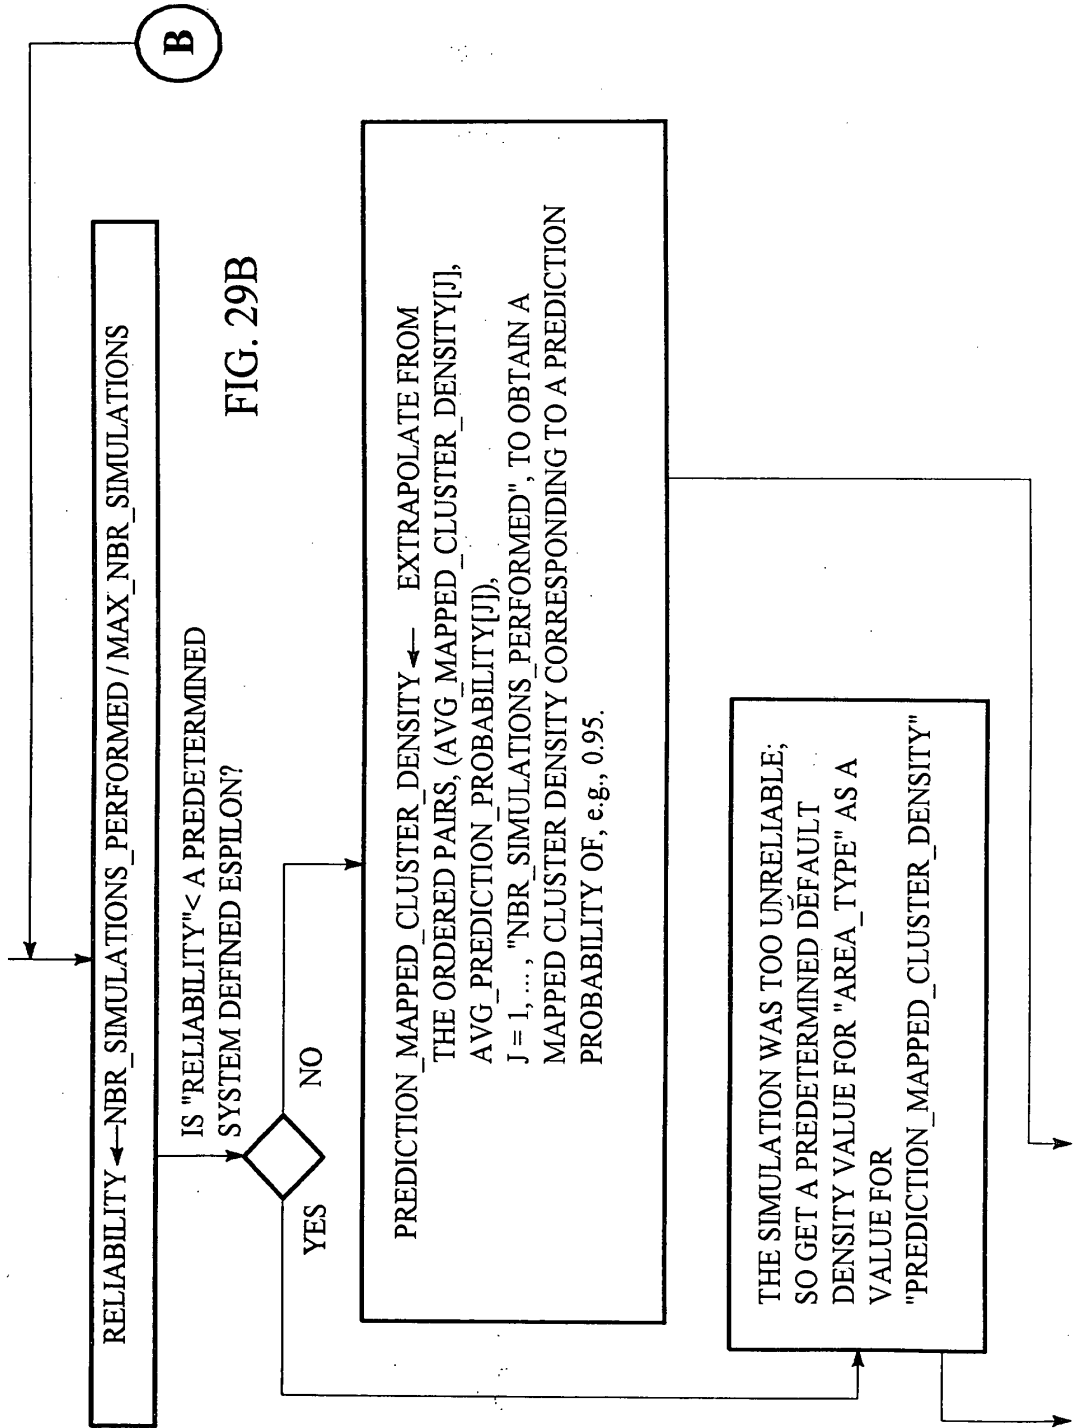 B
RELIABILITY ← NBR_SIMULATIONS_PERFORMED / MAX_NBR_SIMULATIONS
FIG. 29B
IS "RELIABILITY" < A PREDETERMINED
SYSTEM DEFINED ESPILON?
YES
NO
PREDICTION_MAPPED_CLUSTER_DENSITY ← EXTRAPOLATE FROM
THE ORDERED PAIRS, (AVG_MAPPED_CLUSTER_DENSITY[J],
AVG_PREDICTION_PROBABILITY[J]),
J = 1, ..., "NBR_SIMULATIONS_PERFORMED", TO OBTAIN A
MAPPED CLUSTER DENSITY CORRESPONDING TO A PREDICTION
PROBABILITY OF, e.g., 0.95.
THE SIMULATION WAS TOO UNRELIABLE;
SO GET A PREDETERMINED DEFAULT
DENSITY VALUE FOR "AREA_TYPE" AS A
VALUE FOR
"PREDICTION_MAPPED_CLUSTER_DENSITY"